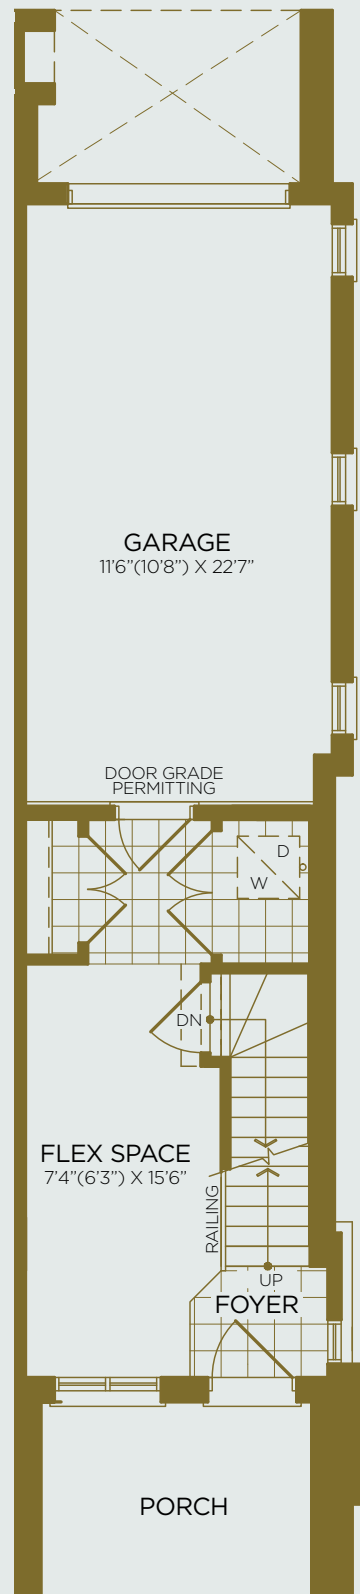 GARAGE
11'6"(10'8") X 22'7"
DOOR GRADE
PERMITTING
D
W
DN
FLEX SPACE
7'4"(6'3") X 15'6"
RAILING
UP
FOYER
PORCH